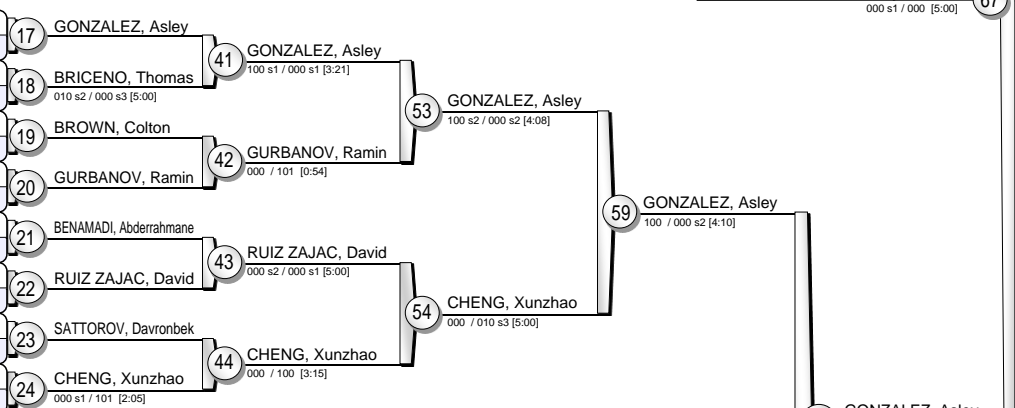 000 s1 / 000 [5:00]
67
17
GONZALEZ, Asley
41
GONZALEZ, Asley
100 s1 / 000 s1 [3:21]
18
BRICENO, Thomas
010 s2 / 000 s3 [5:00]
53
GONZALEZ, Asley
100 s2 / 000 s2 [4:08]
19
BROWN, Colton
42
GURBANOV, Ramin
000 / 101 [0:54]
20
GURBANOV, Ramin
59
GONZALEZ, Asley
100 / 000 s2 [4:10]
21
BENAMADI, Abderrahmane
43
RUIZ ZAJAC, David
000 s2 / 000 s1 [5:00]
22
RUIZ ZAJAC, David
54
CHENG, Xunzhao
000 / 010 s3 [5:00]
23
SATTOROV, Davronbek
44
CHENG, Xunzhao
000 / 100 [3:15]
24
CHENG, Xunzhao
000 s1 / 101 [2:05]
GONZALEZ, Asley